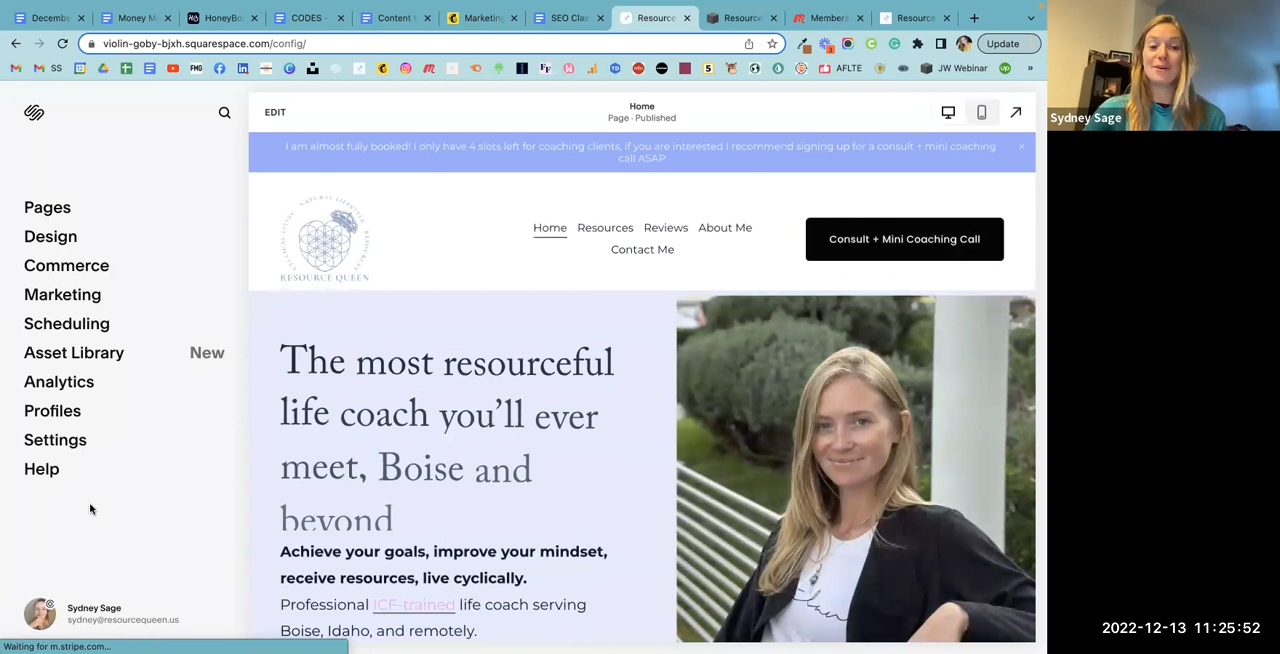 Decembe
Money M
HoneyBo
CODES -
Content
Marketing
SEO Clas
Resource
Resource
Members
Resource
violin-goby-bjxh.squarespace.com/config/
Update
SS
FMG
AFLTE
JW Webinar
EDIT
Home
Page · Published
I am almost fully booked! I only have 4 slots left for coaching clients, if you are interested I recommend signing up for a consult + mini coaching
call ASAP
Home Resources Reviews About Me
Contact Me
Consult + Mini Coaching Call
RESOURCE QUEEN
Pages
Design
Commerce
Marketing
Scheduling
Asset Library New
Analytics
Profiles
Settings
Help
The most resourceful
life coach you'll ever
meet, Boise and
beyond
Achieve your goals, improve your mindset,
receive resources, live cyclically.
Professional ICF-trained life coach serving
Boise, Idaho, and remotely.
Sydney Sage
sydney@resourcequeen.us
Waiting for m.stripe.com...
Sydney Sage
2022-12-13 11:25:52